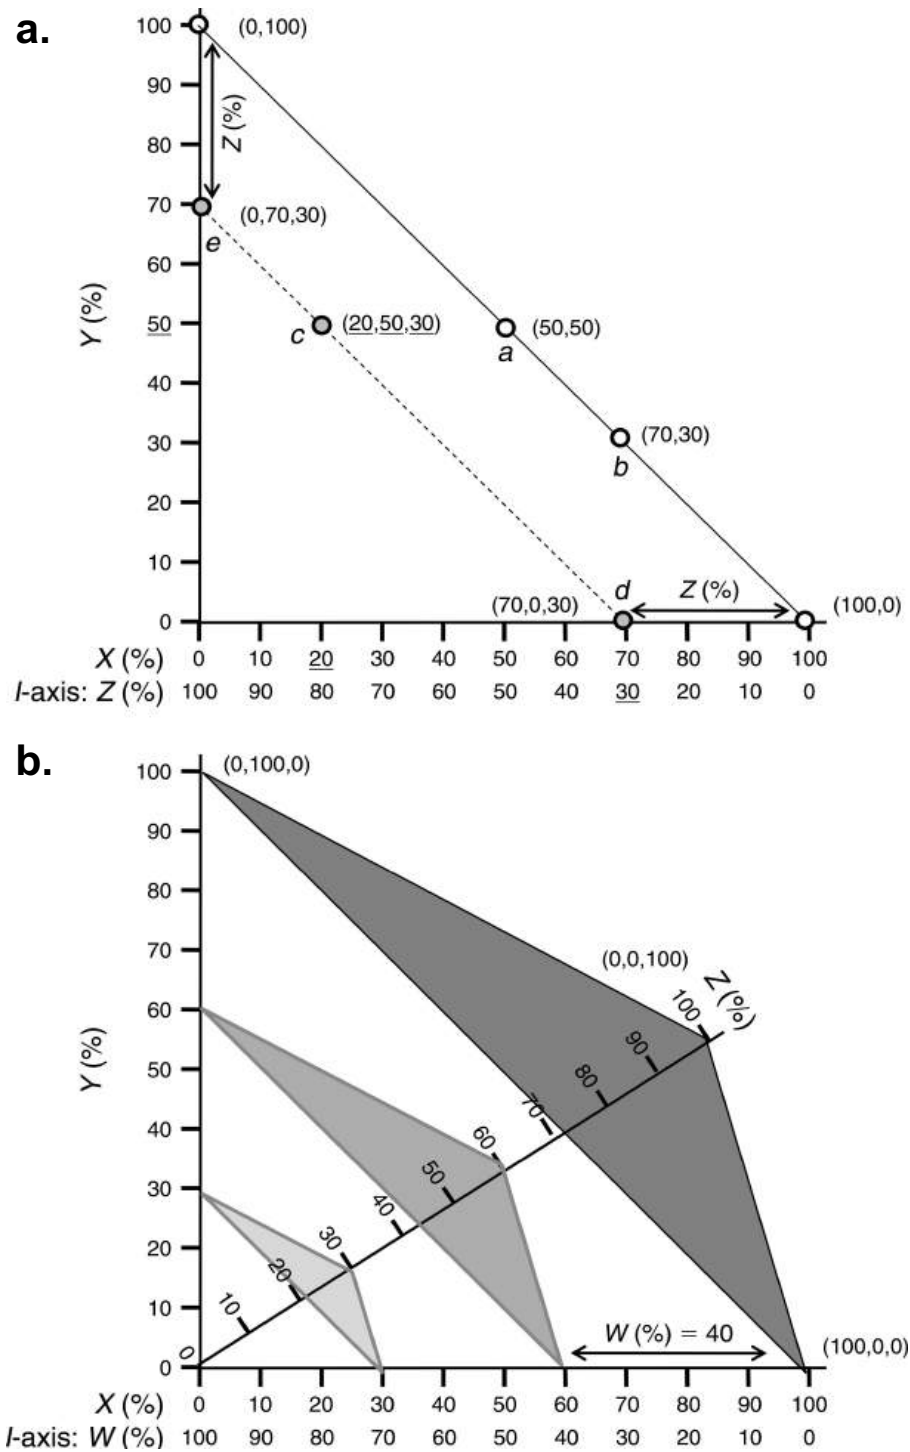 a.
100
(0,100)
90
Z (%)
80
70
(0,70,30)
e
60
Y (%)
50
c
(20,50,30)
(50,50)
a
40
30
(70,30)
b
20
10
d
Z (%)
(70,0,30)
(100,0)
0
X (%) 0 10 20 30 40 50 60 70 80 90 100
I-axis: Z (%) 100 90 80 70 60 50 40 30 20 10 0
b.
100
(0,100,0)
90
80
70
(0,0,100)
Z (%)
60
50
40
30
20
10
0
Y (%)
0 10 20 30 40 50 60 70 80 90 100
W (%) = 40
(100,0,0)
X (%) 0 10 20 30 40 50 60 70 80 90 100
I-axis: W (%) 100 90 80 70 60 50 40 30 20 10 0